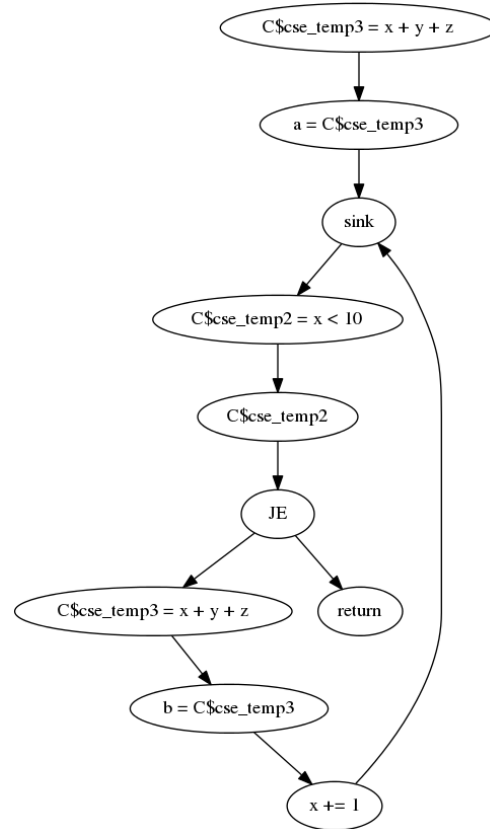 C$cse_temp3 = x + y + z
a = C$cse_temp3
sink
C$cse_temp2 = x < 10
C$cse_temp2
JE
C$cse_temp3 = x + y + z
return
b = C$cse_temp3
x += 1